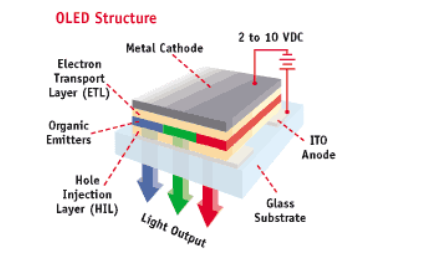 OLED Structure
Metal Cathode
2 to 10 VDC
Electron
Transport
Layer (ETL)
Organic
Emitters
ITO
Anode
Hole
Injection
Layer (HIL)
Glass
Substrate
Light Output